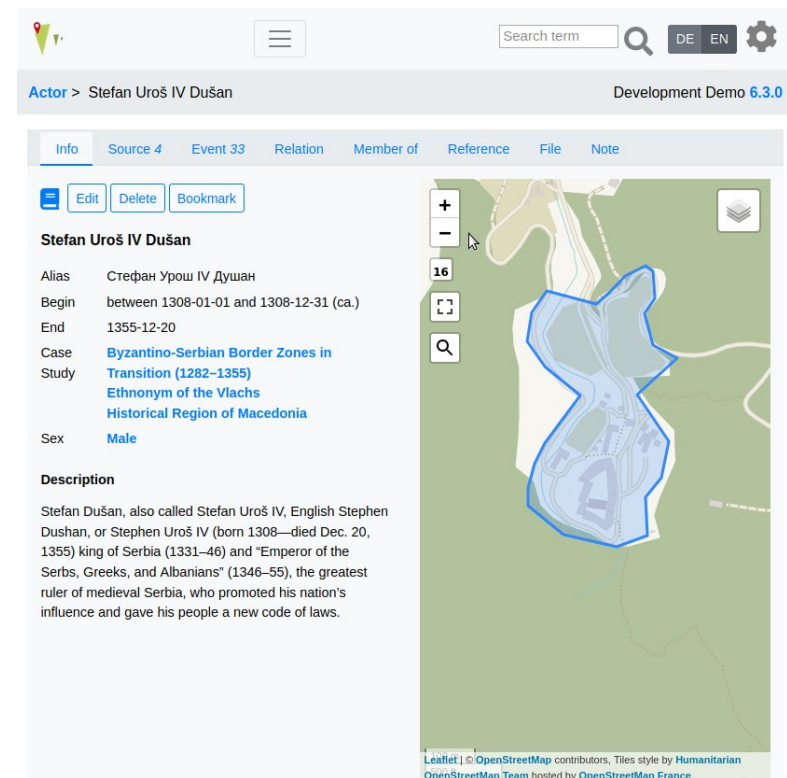 Search term
DE EN
Actor > Stefan Uroš IV Dušan
Development Demo 6.3.0
Info Source 4 Event 33 Relation Member of Reference File Note
Edit Delete Bookmark
Stefan Uroš IV Dušan
Alias Стефан Урош IV Душан
Begin between 1308-01-01 and 1308-12-31 (ca.)
End 1355-12-20
Case Byzantino-Serbian Border Zones in
Study Transition (1282–1355)
Ethnonym of the Vlachs
Historical Region of Macedonia
Sex Male
Description
Stefan Dušan, also called Stefan Uroš IV, English Stephen
Dushan, or Stephen Uroš IV (born 1308—died Dec. 20,
1355) king of Serbia (1331–46) and “Emperor of the
Serbs, Greeks, and Albanians” (1346–55), the greatest
ruler of medieval Serbia, who promoted his nation’s
influence and gave his people a new code of laws.
+
−
16
Leaflet | © OpenStreetMap contributors, Tiles style by Humanitarian
OpenStreetMap Team hosted by OpenStreetMap France